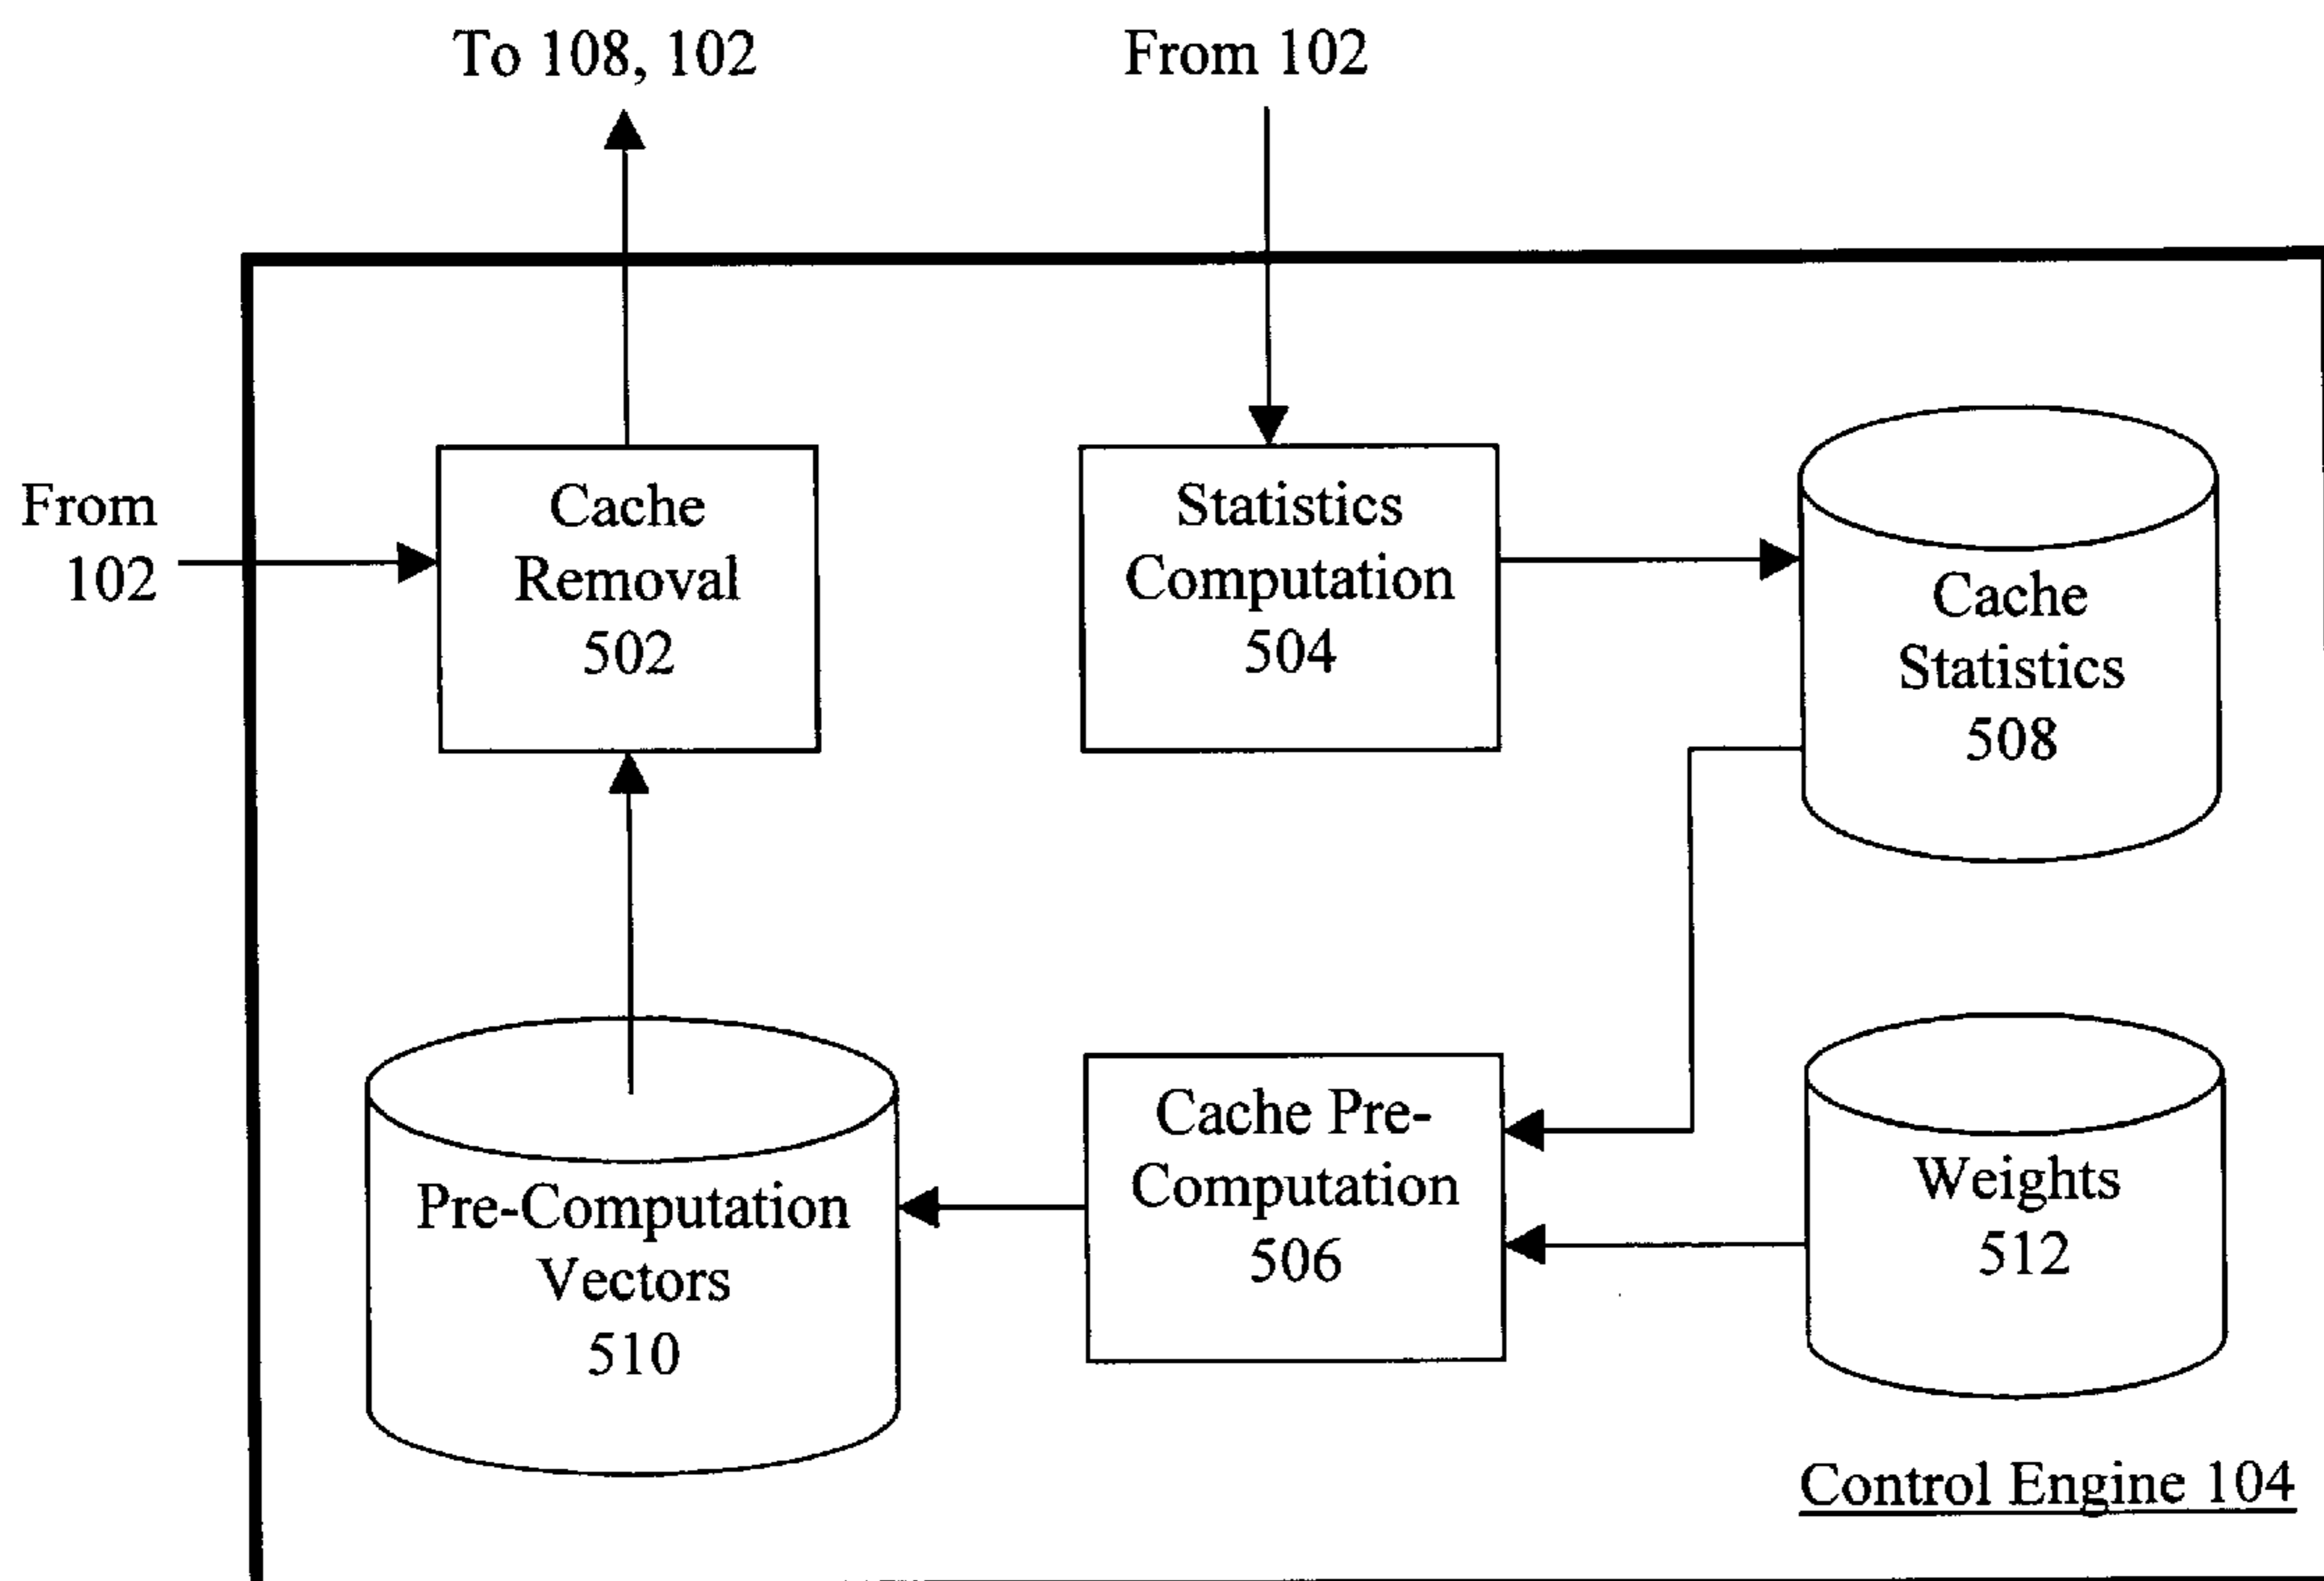 To 108, 102
From 102
From
102
Cache
Removal
502
Statistics
Computation
504
Cache
Statistics
508
Pre-Computation
Vectors
510
Cache Pre-
Computation
506
Weights
512
Control Engine 104